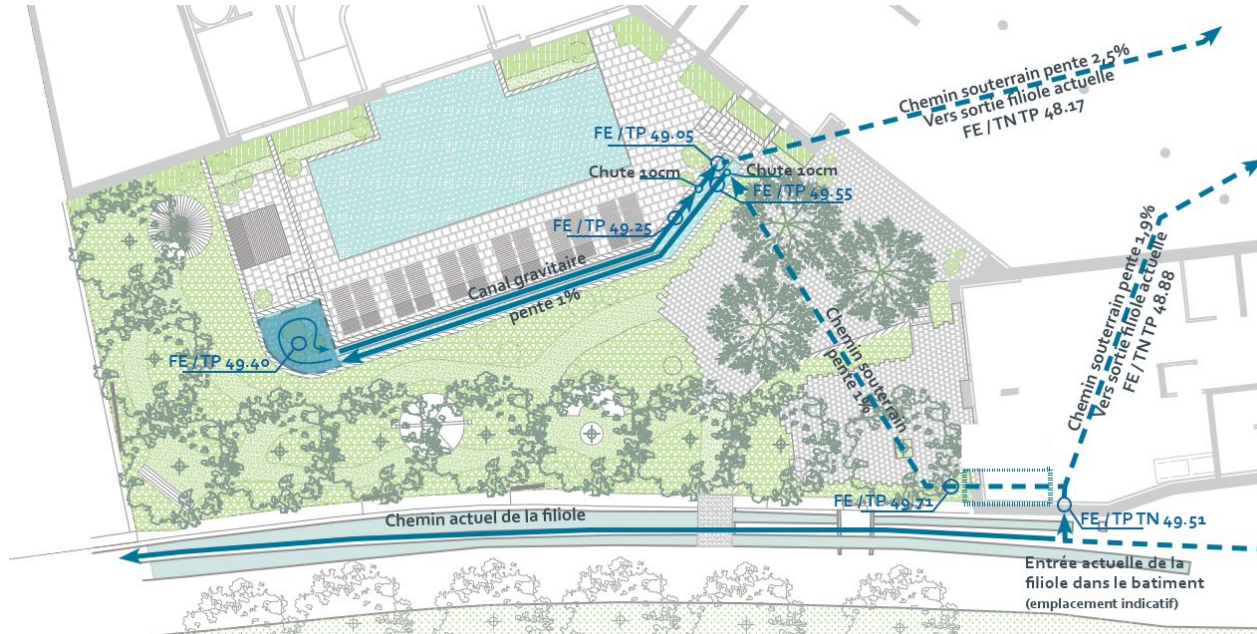 Chemin souterrain pente 2,5%
Vers sortie filiole actuelle
FE / TN TP 48.17
FE / TP 49.05
Chute 10cm
Chute 10cm
FE / TP 49.55
FE / TP 49.25
Canal gravitaire
pente 1%
FE / TP 49.40
Chemin souterrain
pente 1%
Chemin souterrain pente 1,9%
Vers sortie filiole actuelle
FE / TN TP 48.88
FE / TP 49.71
FE / TP TN 49.51
Chemin actuel de la filiole
Entrée actuelle de la
filiole dans le batiment
(emplacement indicatif)